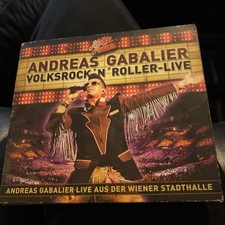 ANDREAS GABALIER
VOLKSROCK'N'ROLLER-LIVE
ANDREAS GABALIER LIVE AUS DER WIENER STADTHALLE